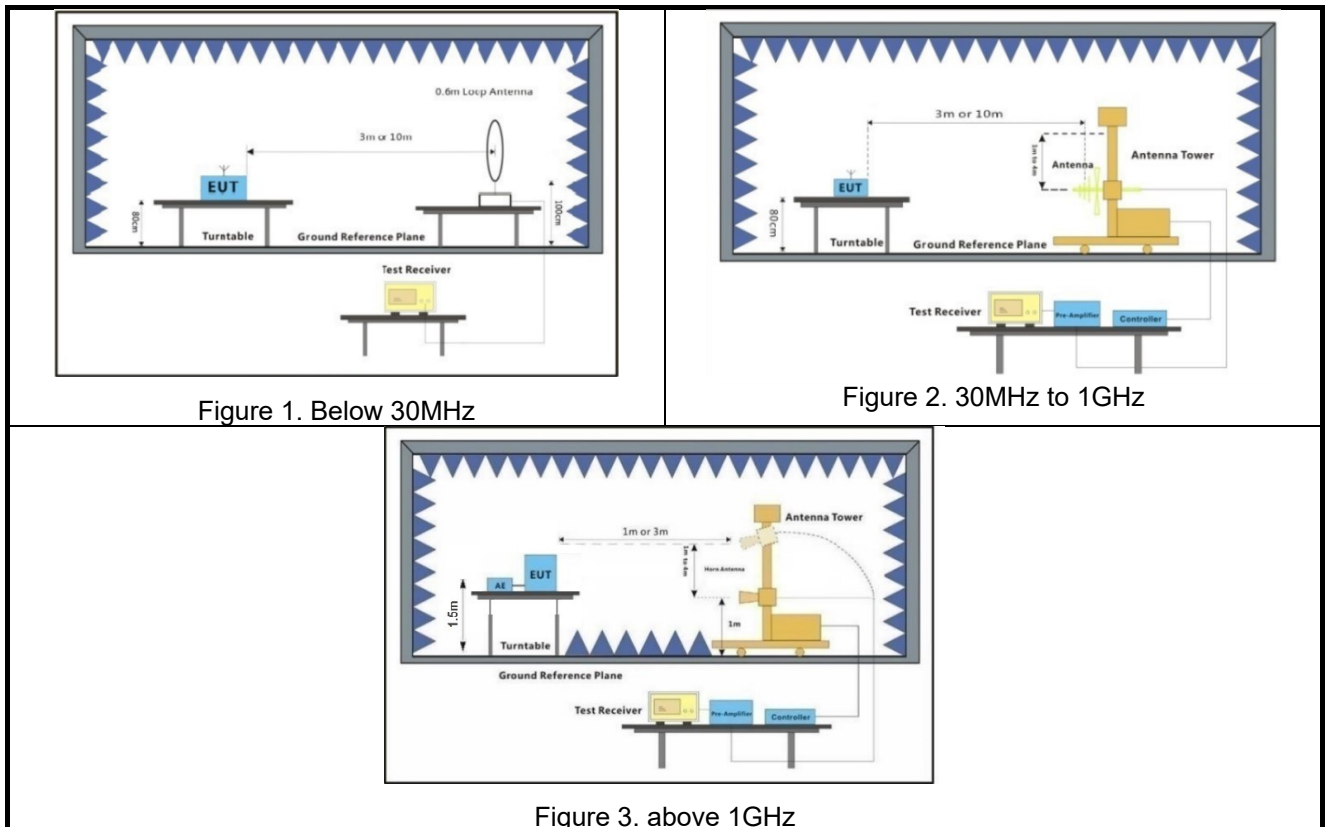 0.6m Loop Antenna
3m or 10m
EUT
80cm
100cm
Turntable
Ground Reference Plane
Test Receiver
Figure 1. Below 30MHz
3m or 10m
1m to 4m
Antenna
Antenna Tower
EUT
80cm
Turntable
Ground Reference Plane
Test Receiver
Pre-Amplifier
Controller
Figure 2. 30MHz to 1GHz
Antenna Tower
1m or 3m
1m to 4m
Horn Antenna
EUT
AE
1.5m
1m
Turntable
Ground Reference Plane
Test Receiver
Pre-Amplifier
Controller
Figure 3. above 1GHz